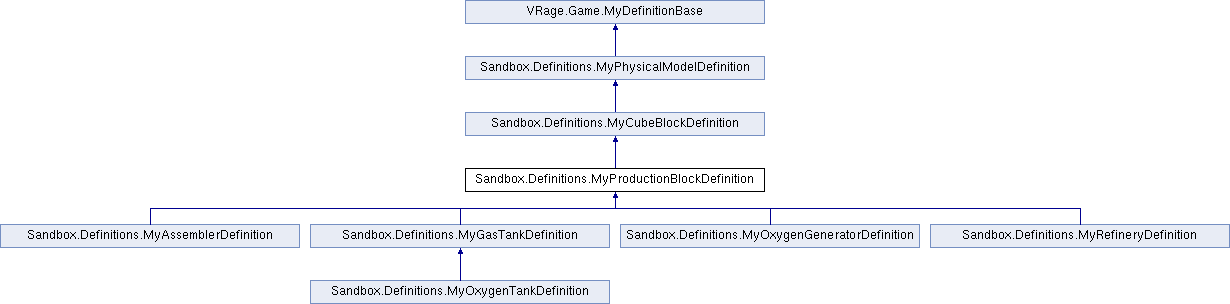 VRage.Game.MyDefinitionBase
Sandbox.Definitions.MyPhysicalModelDefinition
Sandbox.Definitions.MyCubeBlockDefinition
Sandbox.Definitions.MyProductionBlockDefinition
Sandbox.Definitions.MyAssemblerDefinition
Sandbox.Definitions.MyGasTankDefinition
Sandbox.Definitions.MyOxygenGeneratorDefinition
Sandbox.Definitions.MyRefineryDefinition
Sandbox.Definitions.MyOxygenTankDefinition